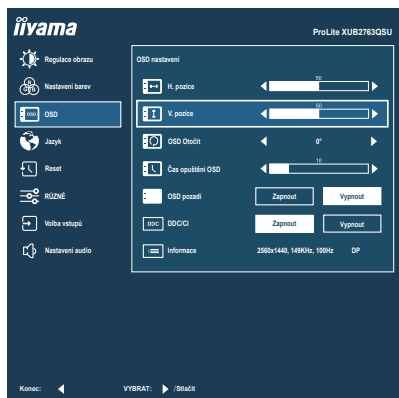 iiyama
ProLite XUB2763QSU
Regulace obrazu
Nastavení barev
OSD
Jazyk
Reset
RŮZNÉ
Volba vstupů
Nastavení audio
OSD nastavení
H. pozice 50
V. pozice 50
OSD Otočit 0°
Čas opuštění OSD 10
OSD pozadí Zapnout Vypnout
DDC DDC/CI Zapnout Vypnout
Informace 2560x1440, 149KHz, 100Hz DP
Konec: VYBRAT: /Stlačit